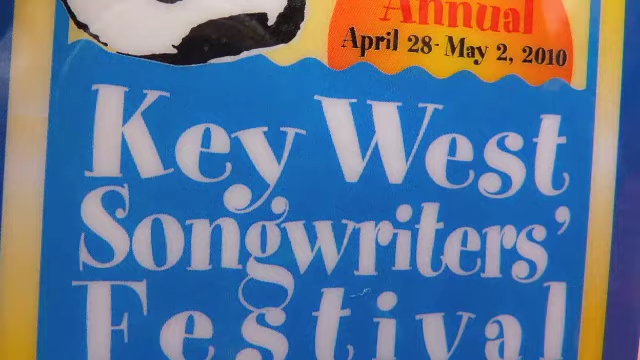 Annual
April 28-May 2, 2010
Key West
Songwriters'
Festival